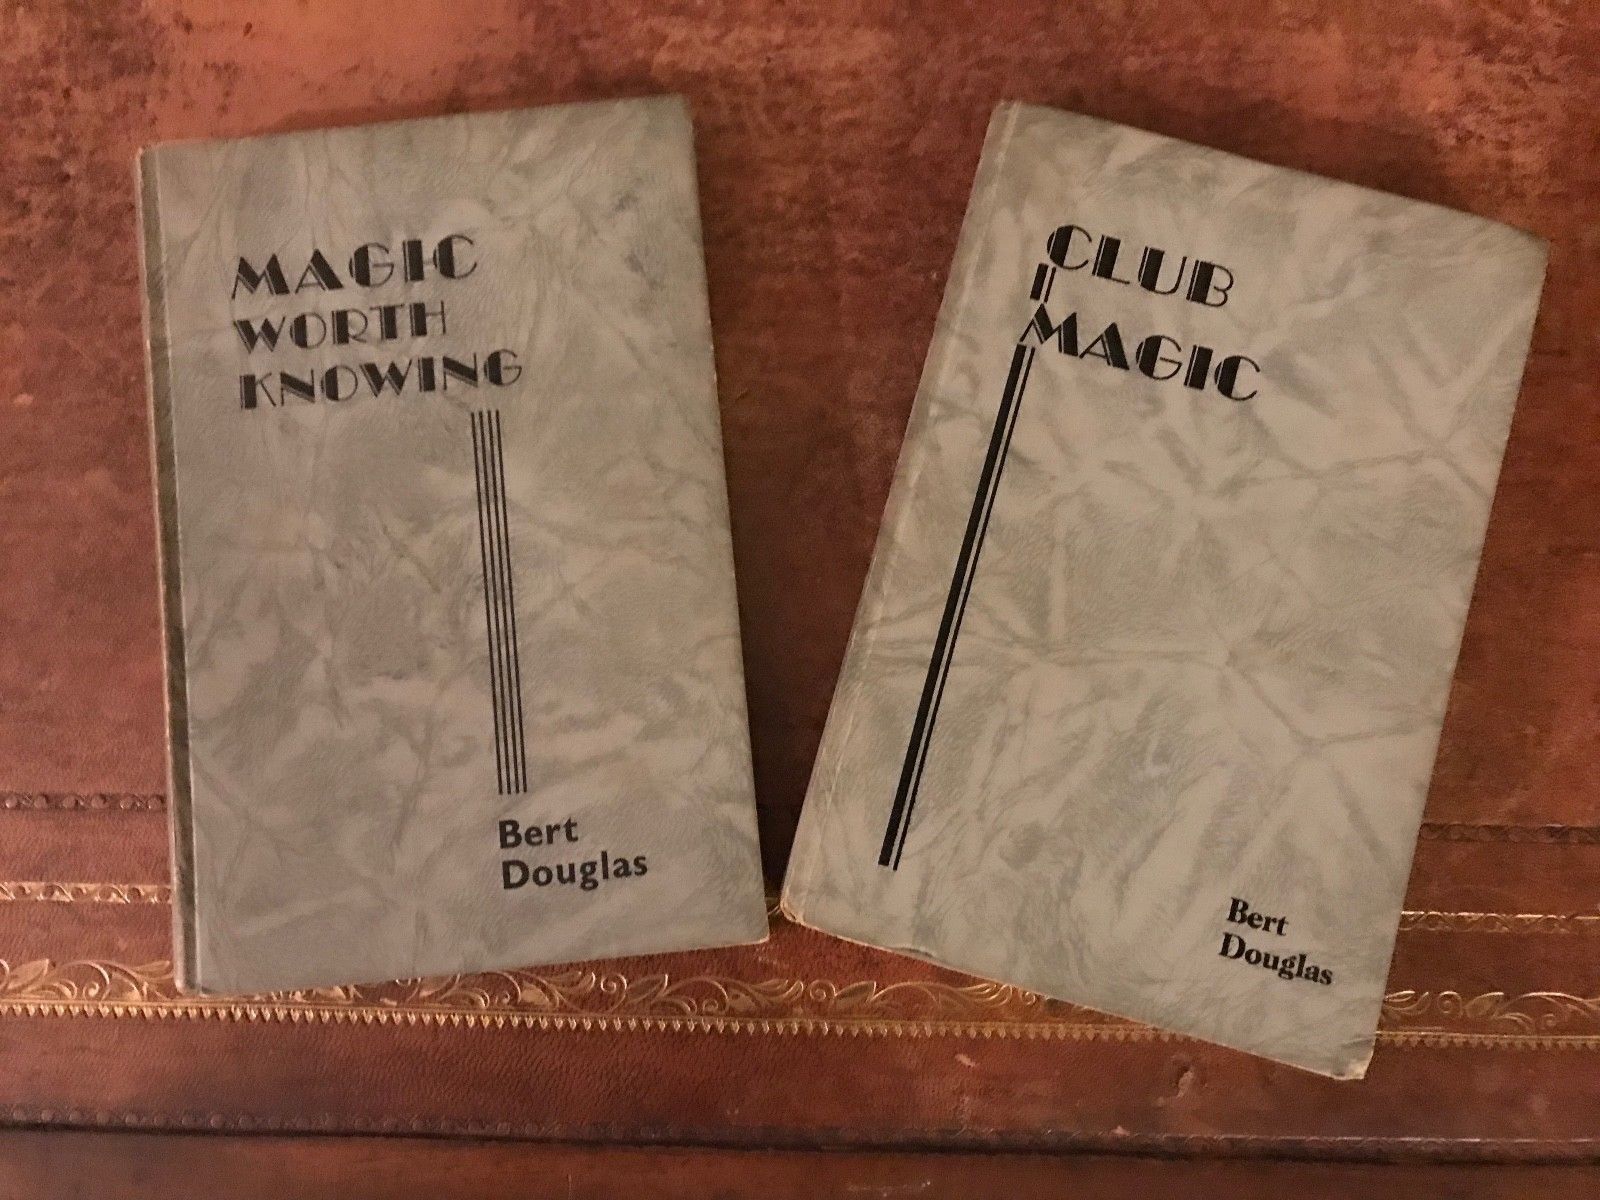 MAGIC
WORTH
KNOWING
Bert
Douglas
CLUB
MAGIC
Bert
Douglas